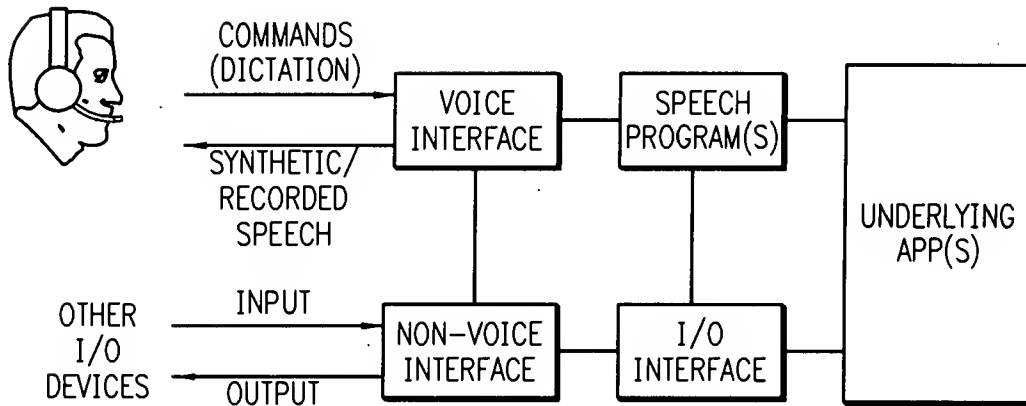 COMMANDS
(DICTATION)
VOICE
INTERFACE
SPEECH
PROGRAM(S)
SYNTHETIC/
RECORDED
SPEECH
UNDERLYING
APP(S)
OTHER
I/O
DEVICES
INPUT
OUTPUT
NON-VOICE
INTERFACE
I/O
INTERFACE